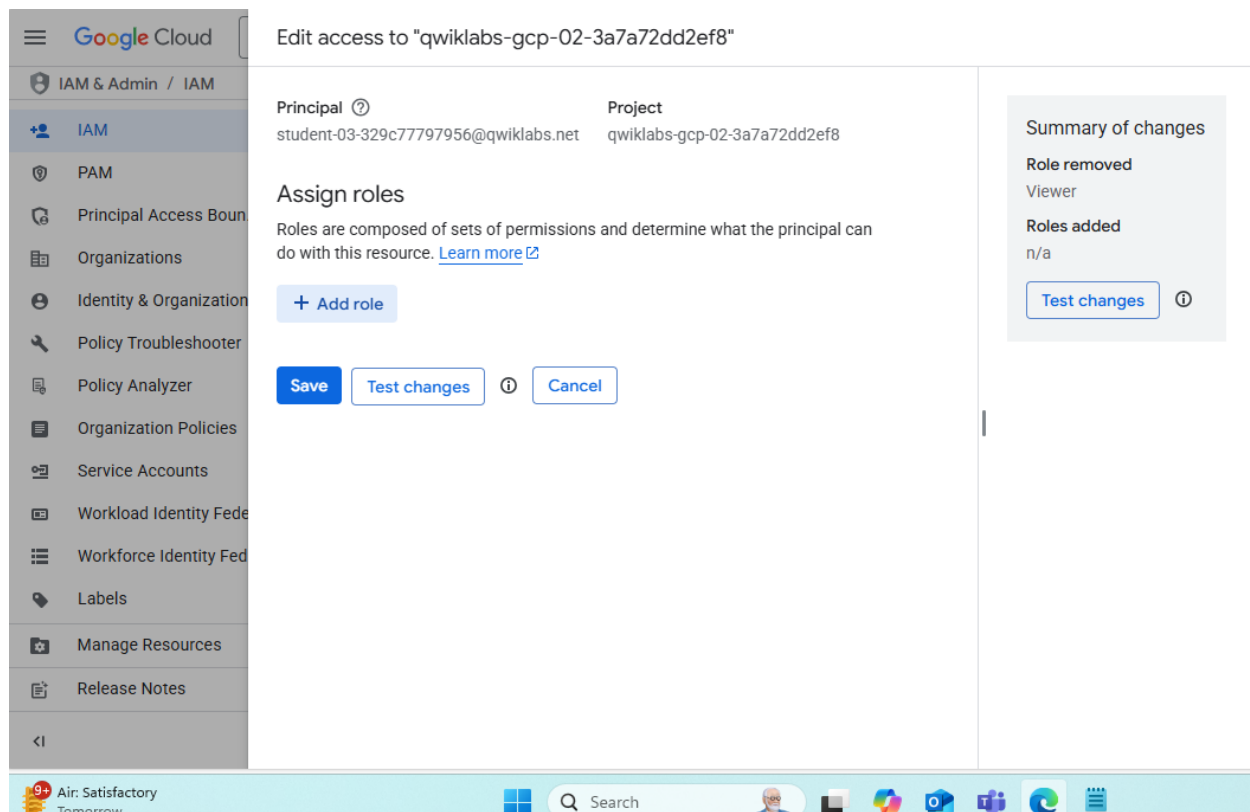 Google Cloud
IAM & Admin / IAM
IAM
PAM
Principal Access Boun
Organizations
Identity & Organization
Policy Troubleshooter
Policy Analyzer
Organization Policies
Service Accounts
Workload Identity Fede
Workforce Identity Fed
Labels
Manage Resources
Release Notes
Edit access to "qwiklabs-gcp-02-3a7a72dd2ef8"
Principal
Project
student-03-329c77797956@qwiklabs.net
qwiklabs-gcp-02-3a7a72dd2ef8
Assign roles
Roles are composed of sets of permissions and determine what the principal can
do with this resource. Learn more
+ Add role
Save
Test changes
Cancel
Summary of changes
Role removed
Viewer
Roles added
n/a
Test changes
9+
Air: Satisfactory
Tomorrow
Search